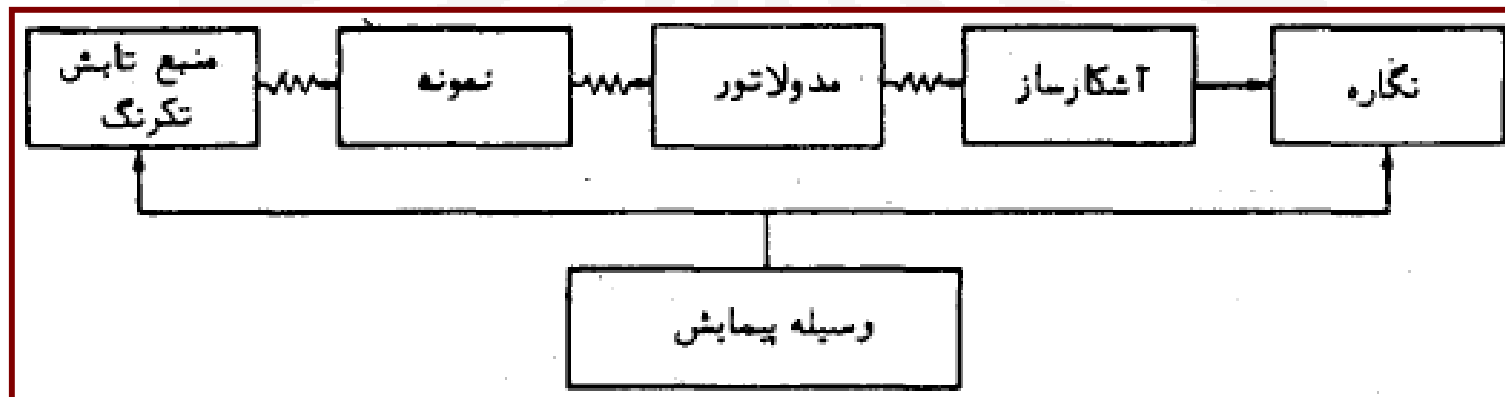 منبع تابش
تکرنگ
نمونه
مدولاتور
آشکارساز
نگاره
وسیله پیمایش